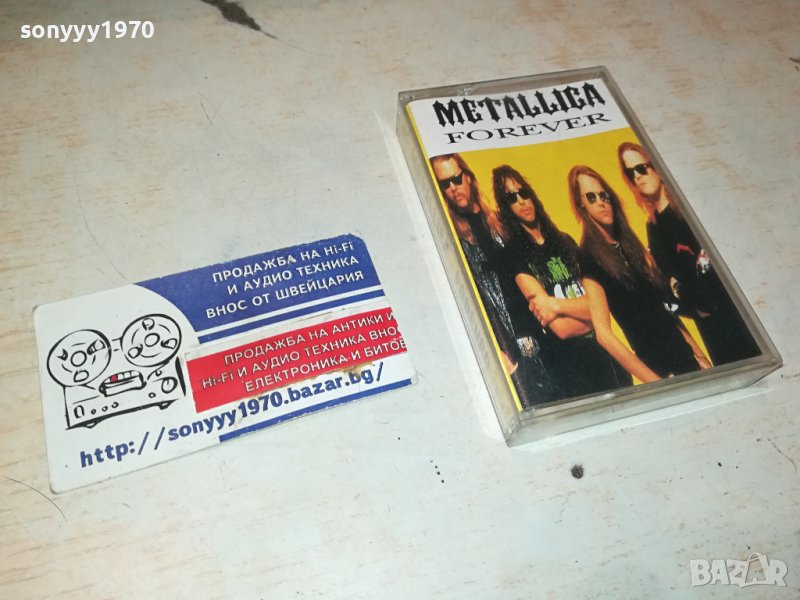 sonyyy1970
METALLICA
FOREVER
ПРОДАЖБА НА Hi-Fi
И АУДИО ТЕХНИКА
ВНОС ОТ ШВЕЙЦАРИЯ
ПРОДАЖБА НА АНТИКИ И
Hi-Fi И АУДИО ТЕХНИКА ВНОС
ЕЛЕКТРОНИКА И БИТОВ
http://sonyyy1970.bazar.bg/
BAZAR